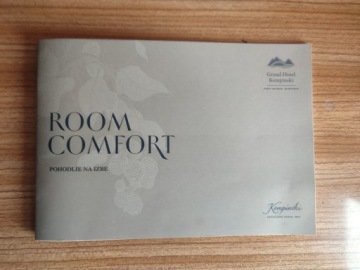 ROOM
COMFORT
POHODLIE NA IZBE
Grand Hotel
Kempinski
Kempinski